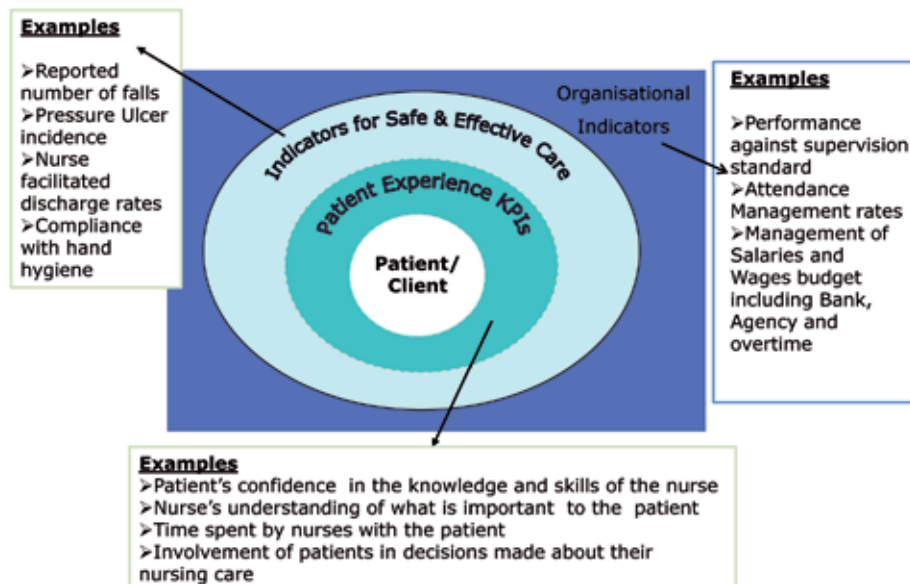 Examples
➢Reported
number of falls
➢Pressure Ulcer
incidence
➢Nurse
facilitated
discharge rates
➢Compliance
with hand
hygiene
Organisational
Indicators
Indicators for Safe & Effective Care
Patient Experience KPIs
Patient/
Client
Examples
➢Performance
against supervision
standard
➢Attendance
Management rates
➢Management of
Salaries and
Wages budget
including Bank,
Agency and
overtime
Examples
➢Patient's confidence in the knowledge and skills of the nurse
➢Nurse's understanding of what is important to the patient
➢Time spent by nurses with the patient
➢Involvement of patients in decisions made about their
nursing care